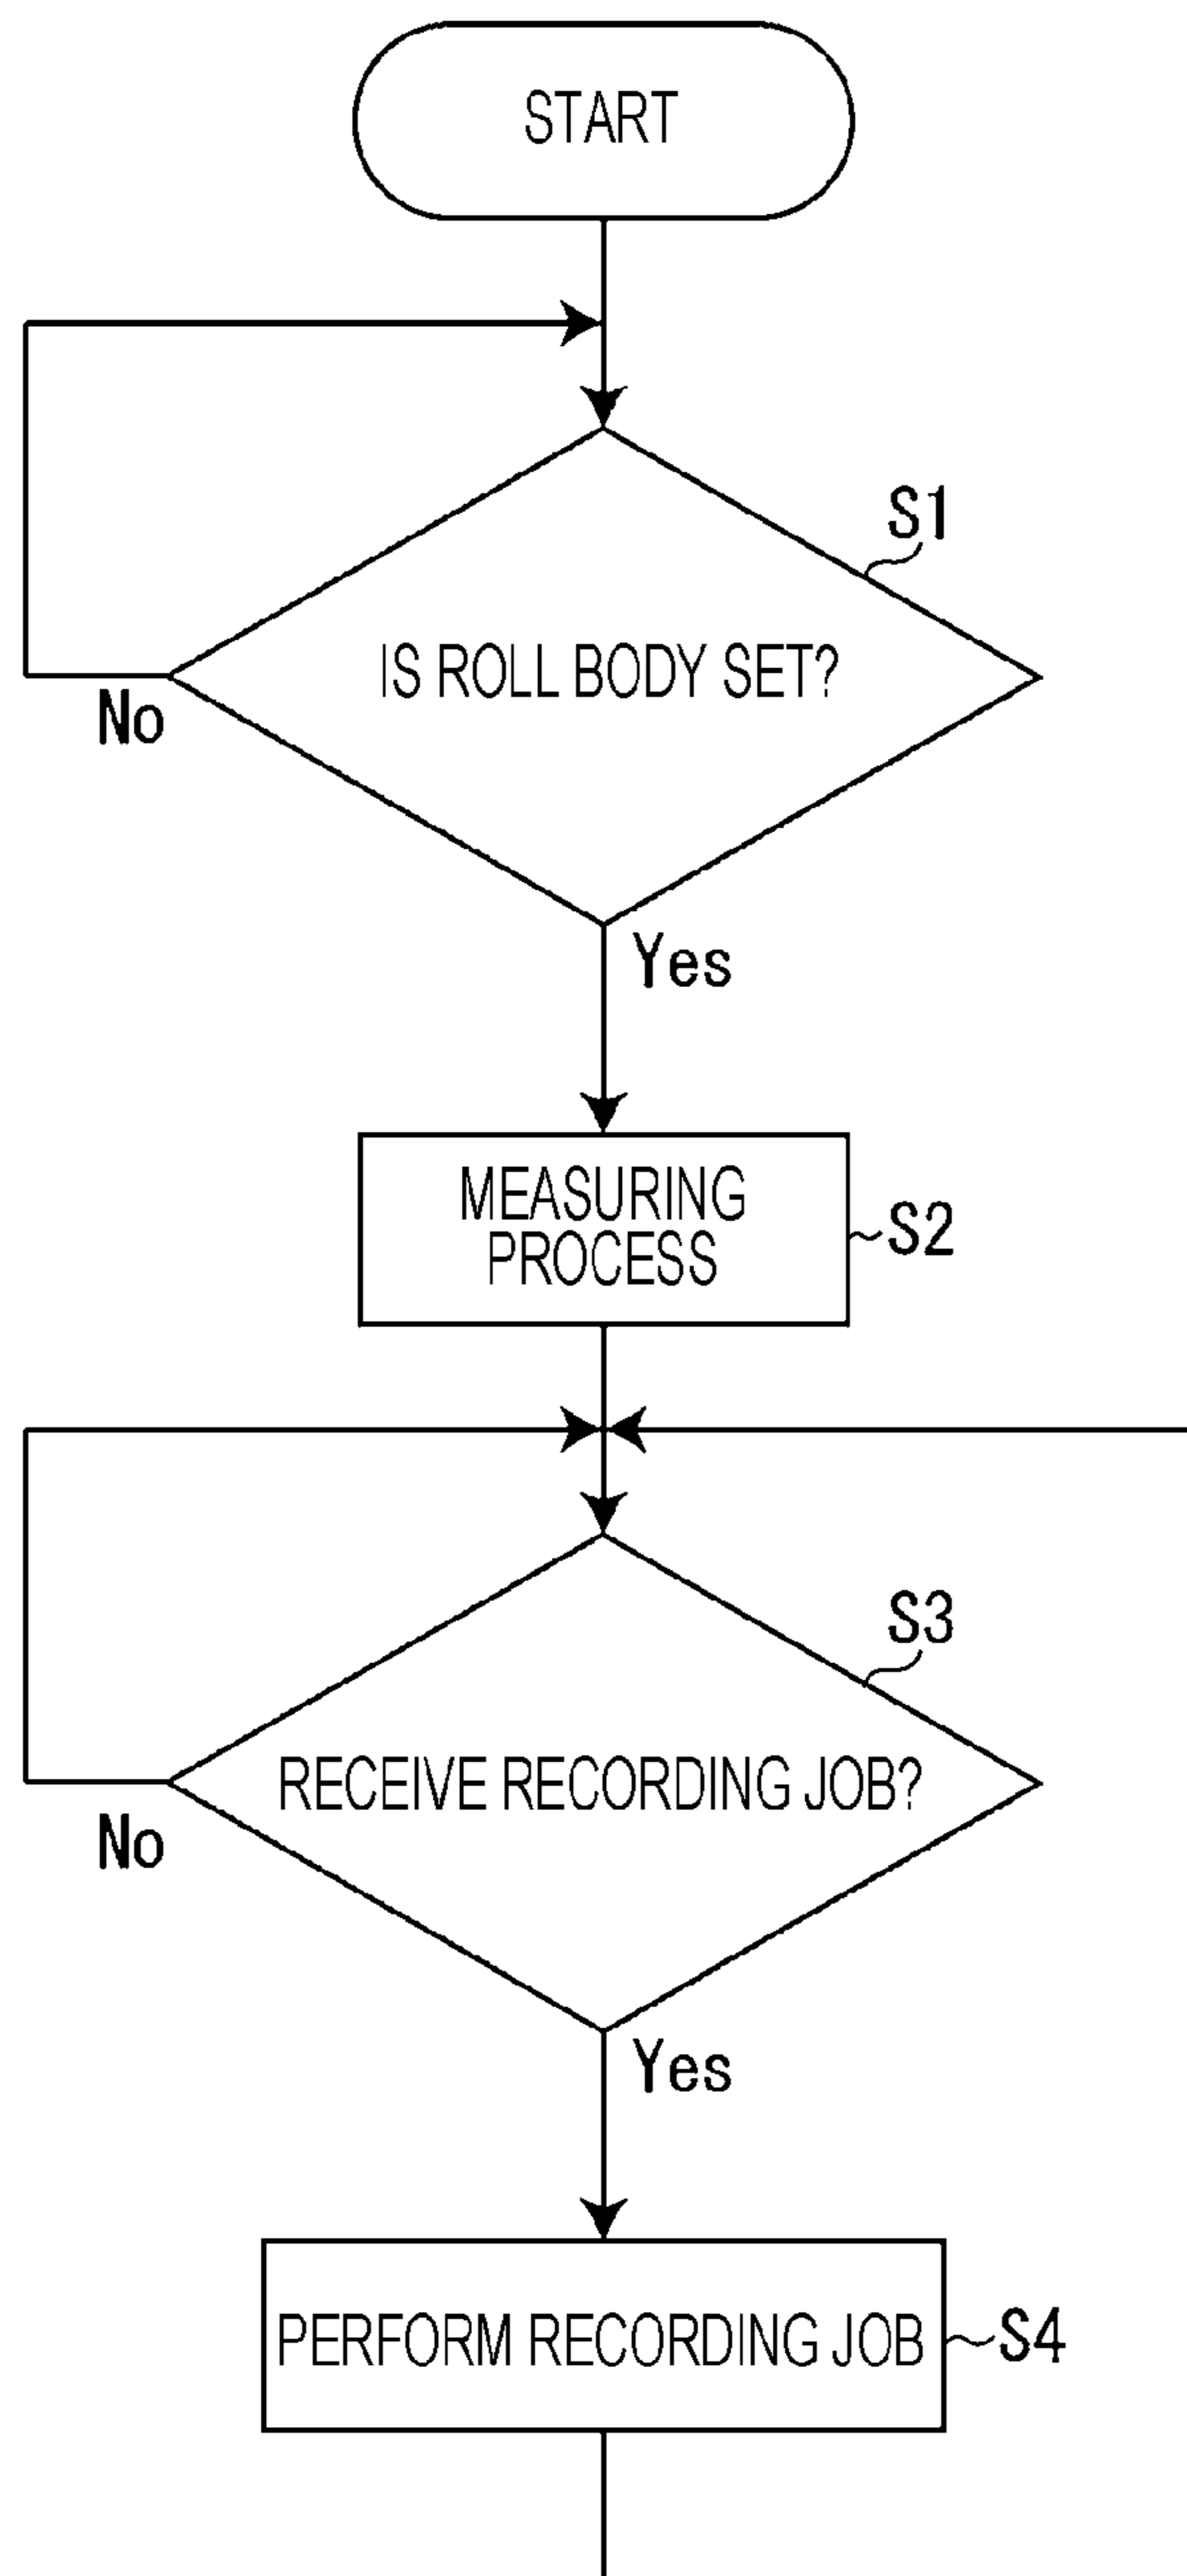 START
S1
IS ROLL BODY SET?
No
Yes
MEASURING
PROCESS
S2
S3
RECEIVE RECORDING JOB?
No
Yes
PERFORM RECORDING JOB
S4